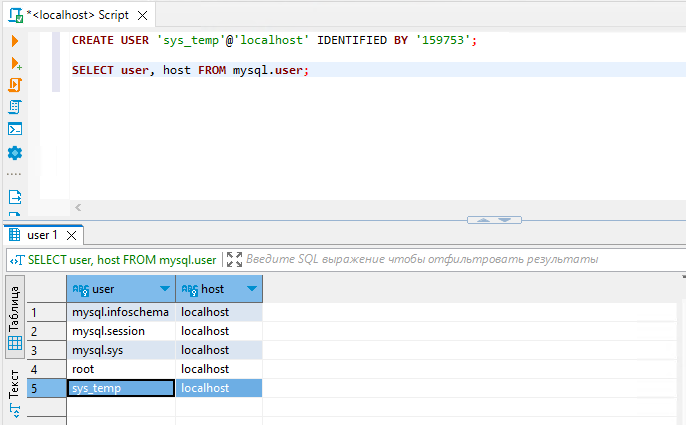 *<localhost> Script
CREATE USER 'sys_temp'@'localhost' IDENTIFIED BY '159753';
SELECT user, host FROM mysql.user;
user 1
SELECT user, host FROM mysql.user
Введите SQL выражение чтобы отфильтровать результаты
Таблица
Текст
user host
1 mysql.infoschema localhost
2 mysql.session localhost
3 mysql.sys localhost
4 root localhost
5 sys_temp localhost